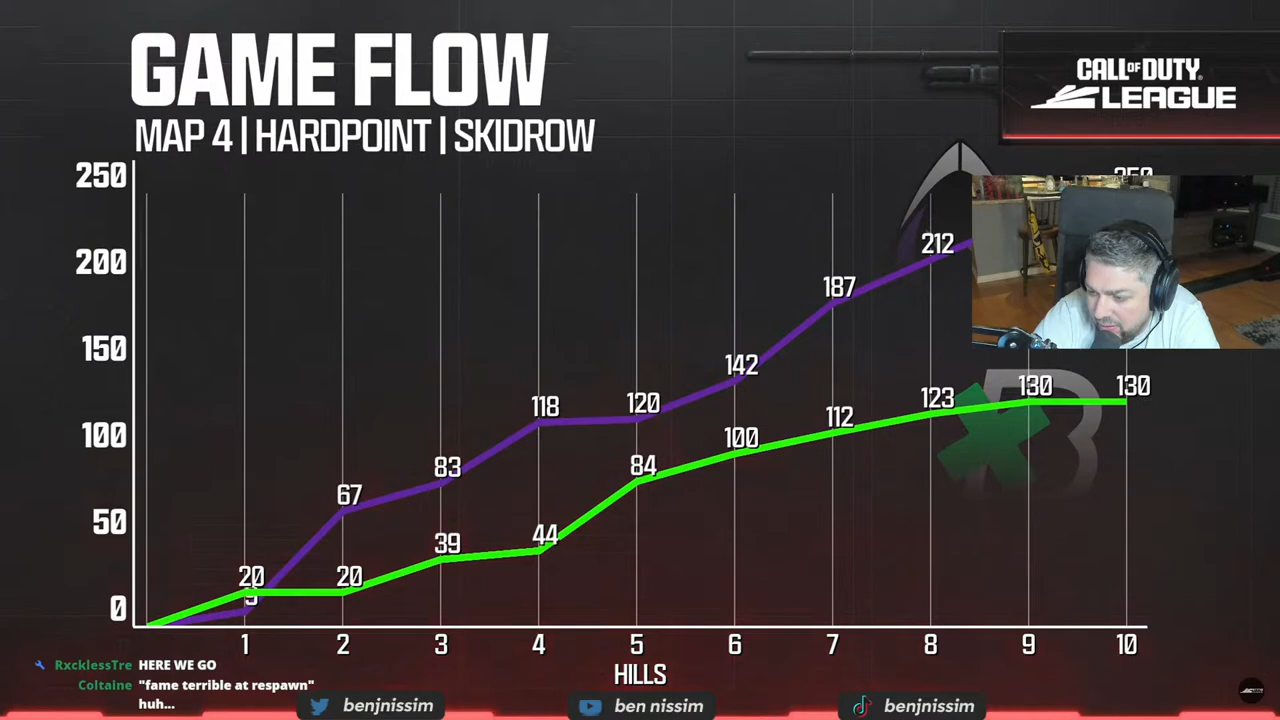 GAME FLOW
MAP 4 | HARDPOINT | SKIDROW
CALL OF DUTY
LEAGUE
250
200
150
100
50
0
212
187
142
118
120
83
67
20
20
39
44
84
100
112
123
130
130
1 2 3 4 5 6 7 8 9 10
HILLS
RxcklessTre HERE WE GO
Coltaine "fame terrible at respawn"
huh...
benjnissim
ben nissim
benjnissim